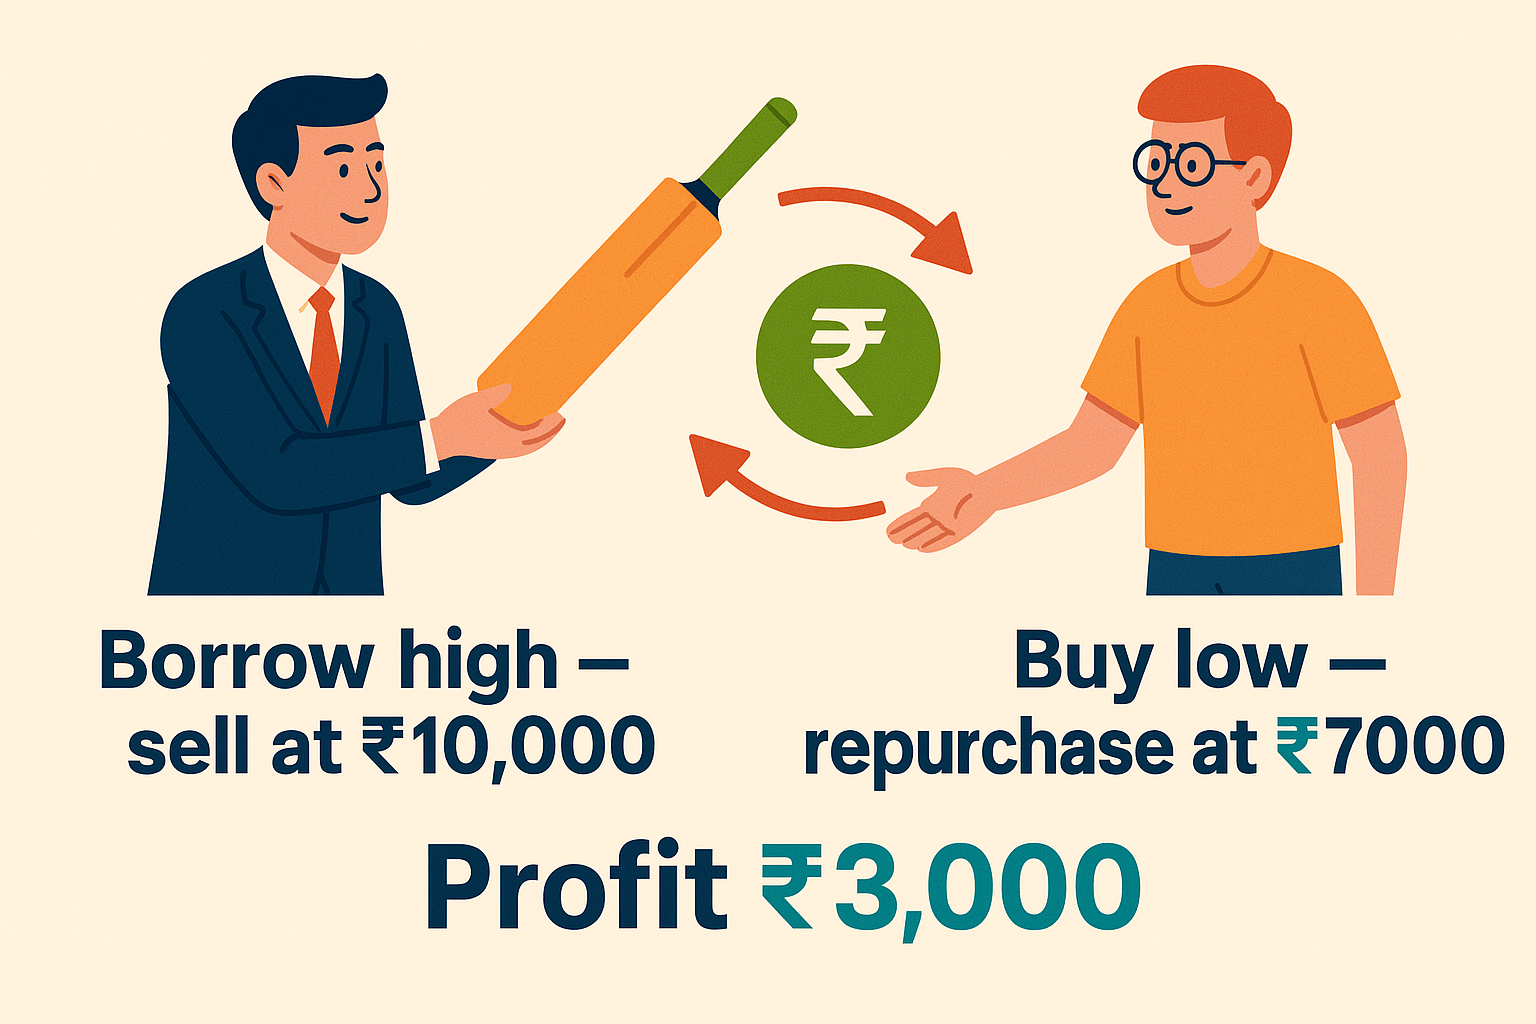 ₹
Borrow high –
sell at ₹10,000
Buy low –
repurchase at ₹7000
Profit ₹3,000